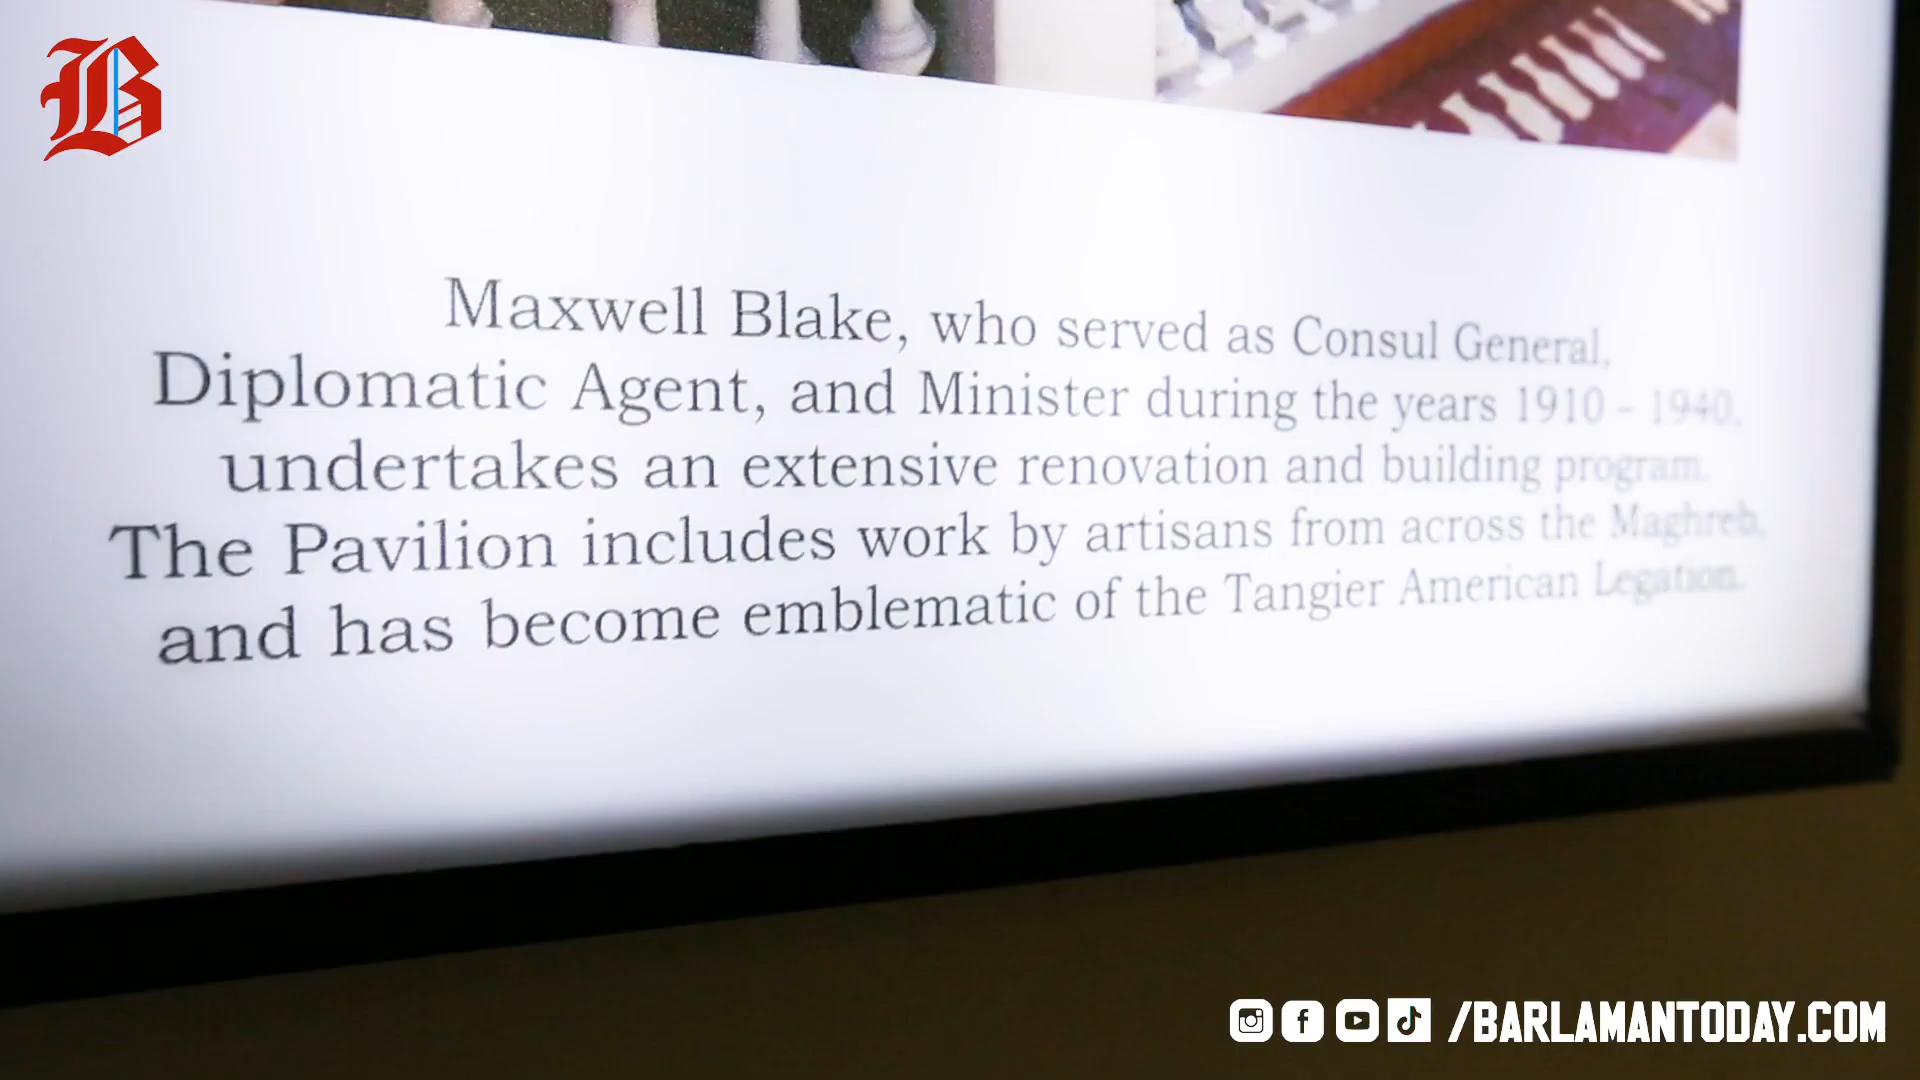 B
Maxwell Blake, who served as Consul General,
Diplomatic Agent, and Minister during the years 1910 – 1940,
undertakes an extensive renovation and building program.
The Pavilion includes work by artisans from across the Maghreb,
and has become emblematic of the Tangier American Legation.
/BARLAMANTODAY.COM